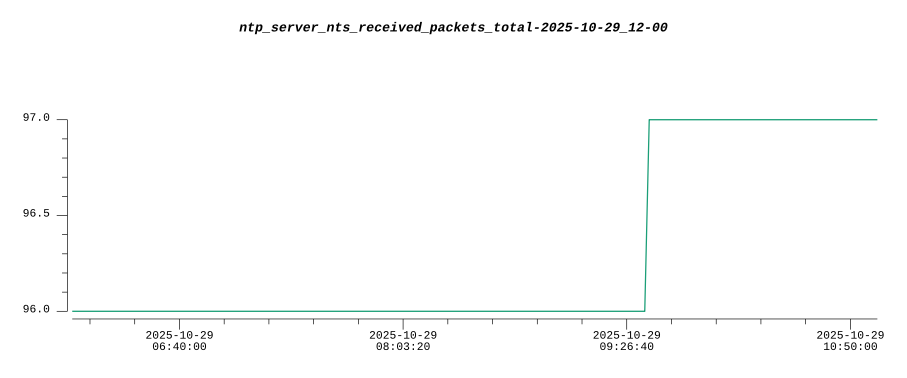 ntp_server_nts_received_packets_total-2025-10-29_12-00
97.0
96.5
96.0
2025-10-29 2025-10-29 2025-10-29 2025-10-29
06:40:00 08:03:20 09:26:40 10:50:00